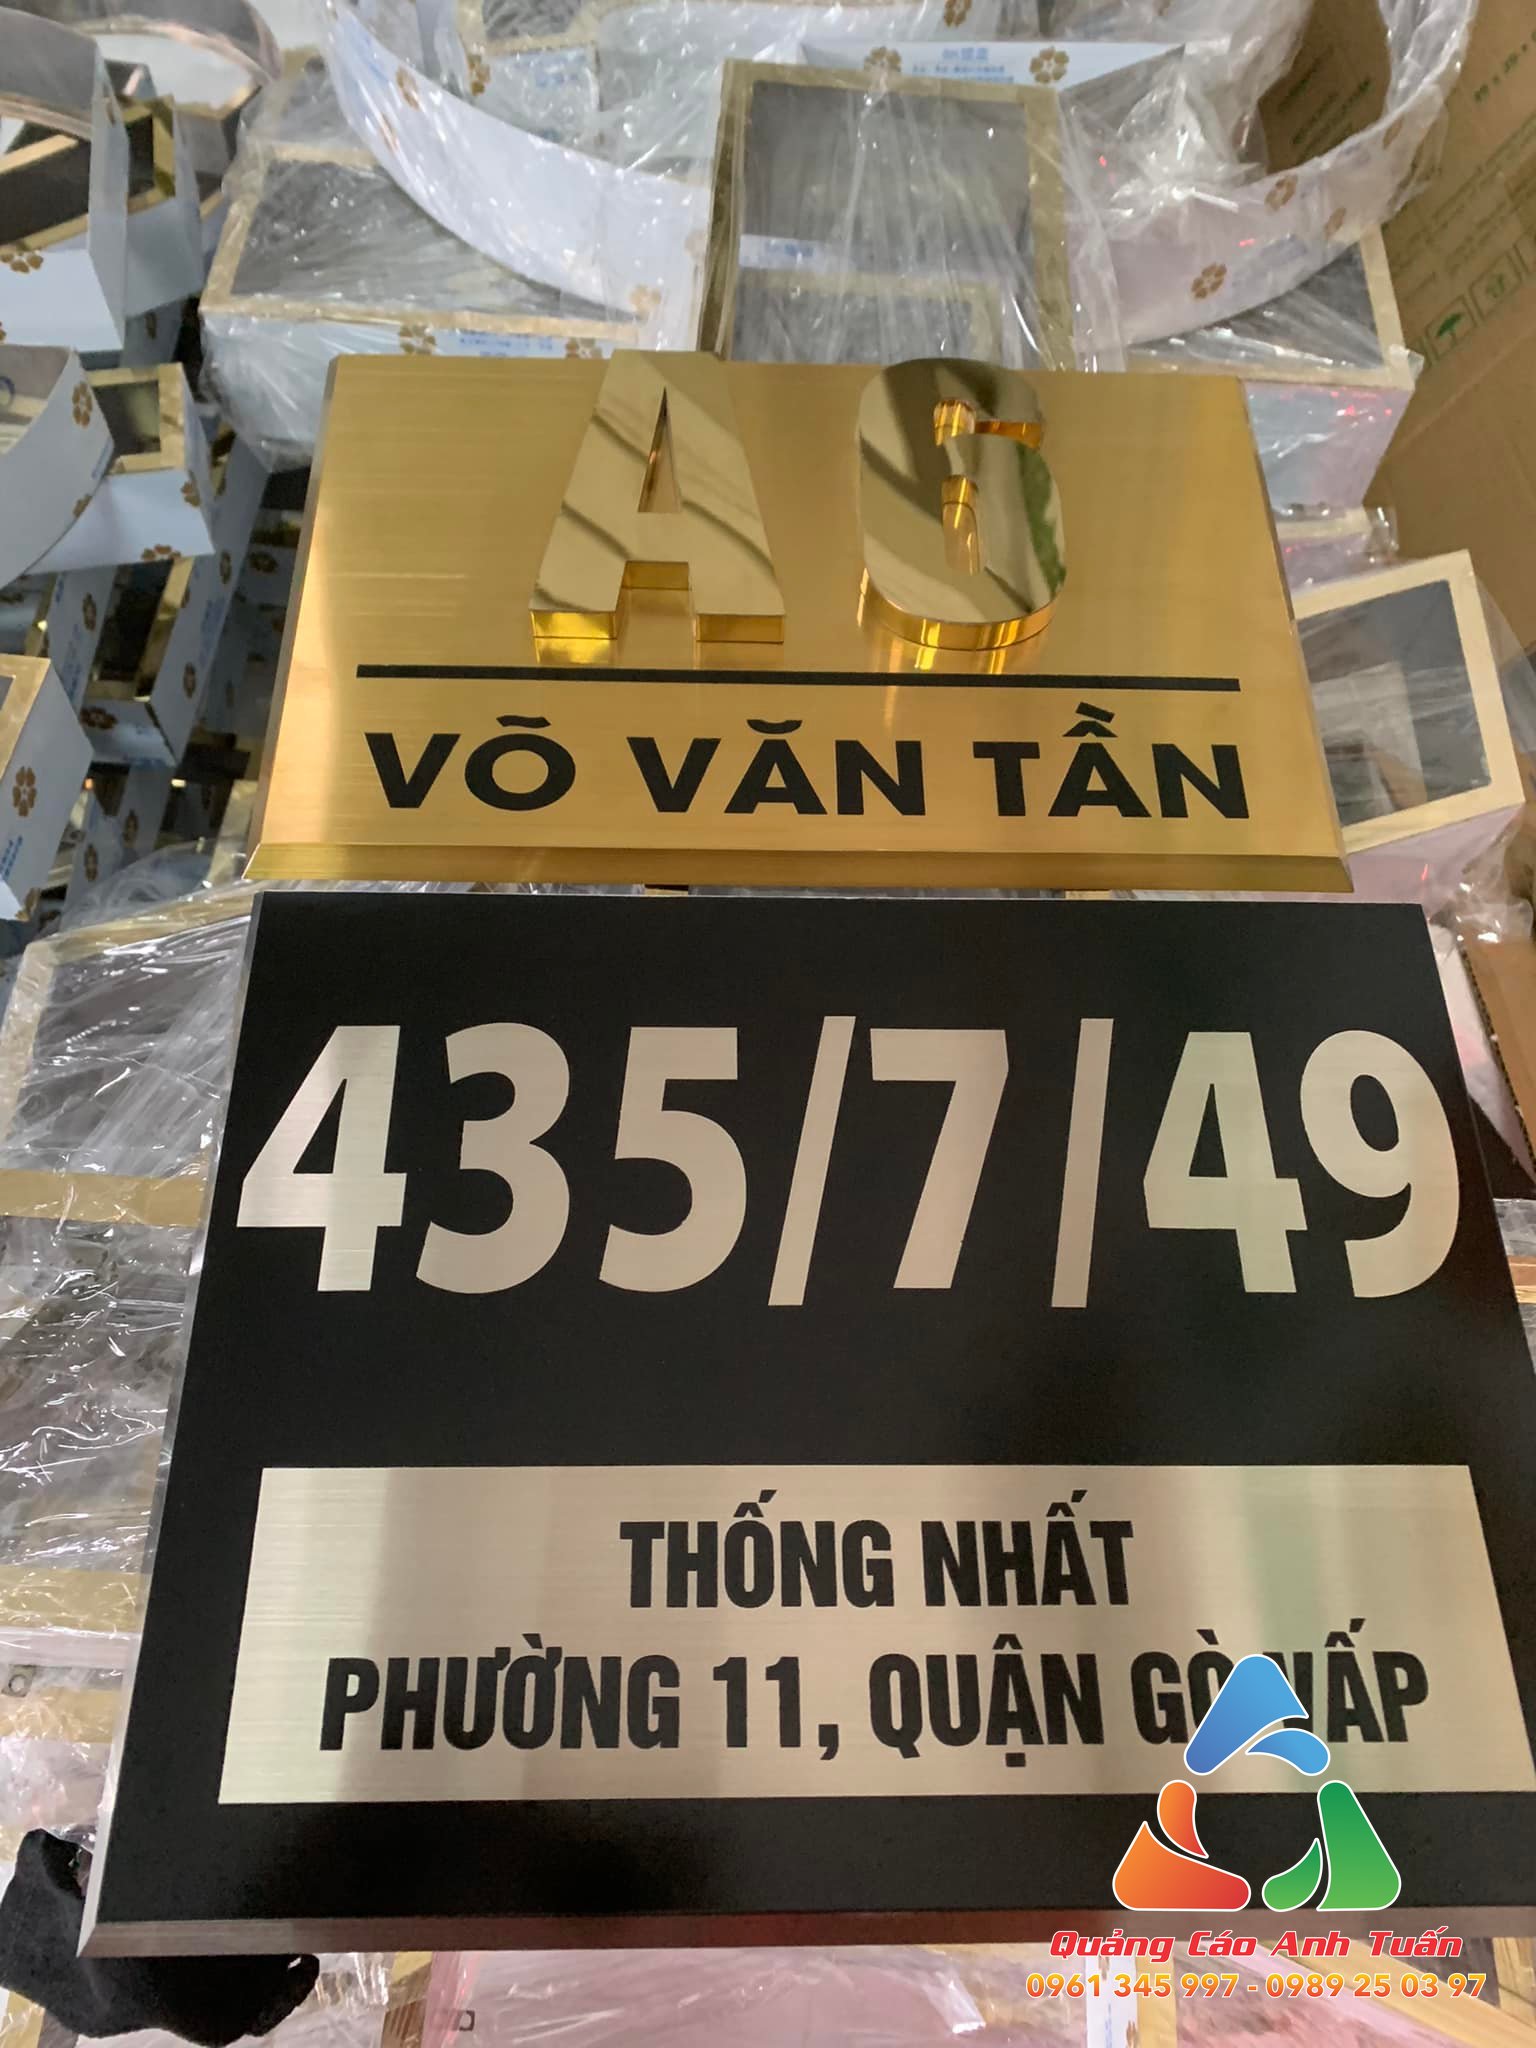 A6
VÕ VĂN TẦN
435/7/49
THỐNG NHẤT
PHƯỜNG 11, QUẬN GÒ VẤP
Quảng Cáo Anh Tuấn
0961 345 997 - 0989 25 03 97